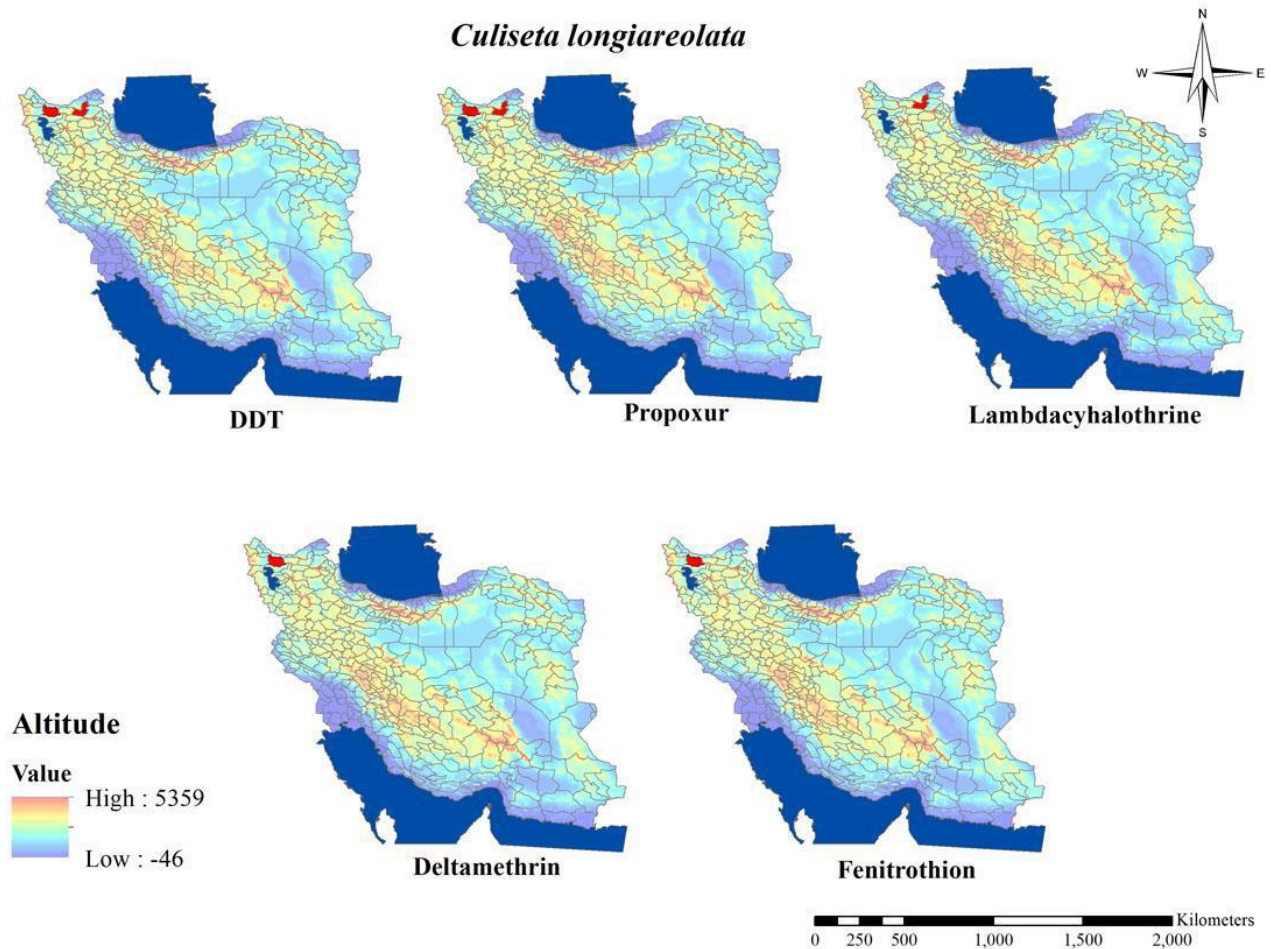 Culiseta longiareolata
N
W E
S
DDT
Propoxur
Lambdacyhalothrine
Altitude
Value
High : 5359
Low : -46
Deltamethrin
Fenitrothion
Kilometers
0 250 500 1,000 1,500 2,000